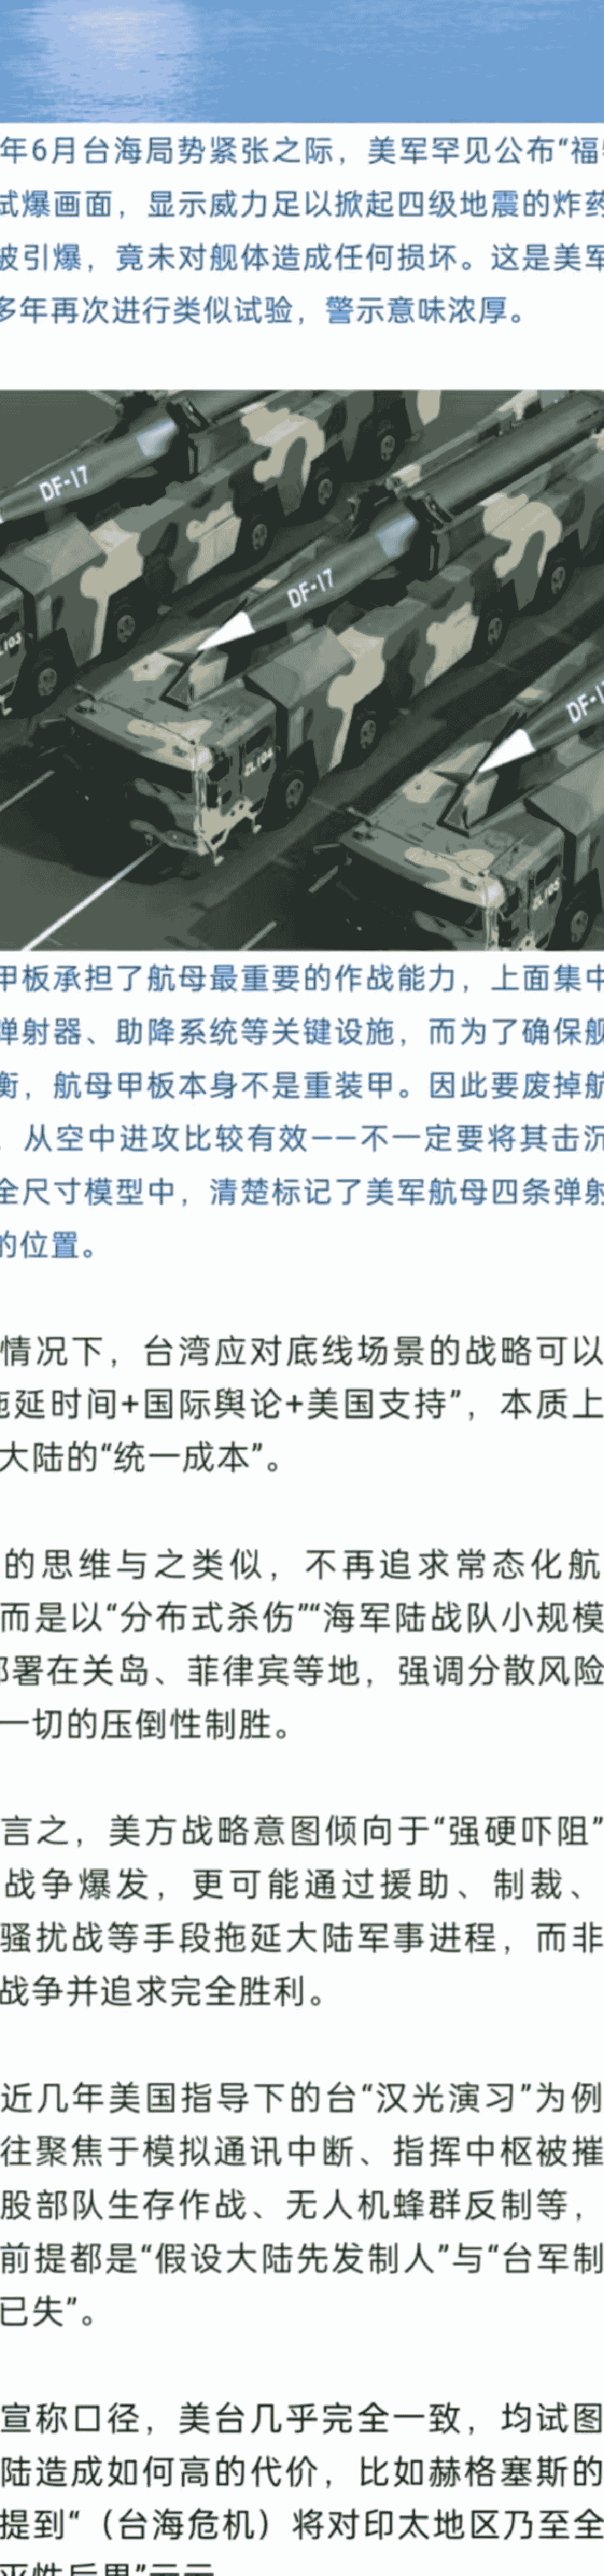 年6月台海局势紧张之际，美军罕见公布“福
试爆画面，显示威力足以掀起四级地震的炸药
被引爆，竟未对舰体造成任何损坏。这是美军
多年再次进行类似试验，警示意味浓厚。
DF-17
DF-17
DF-1
ZL104
ZL105
甲板承担了航母最重要的作战能力，上面集中
弹射器、助降系统等关键设施，而为了确保舰
衡，航母甲板本身不是重装甲。因此要废掉航
，从空中进攻比较有效——不一定要将其击沉
全尺寸模型中，清楚标记了美军航母四条弹射
的位置。
情况下，台湾应对底线场景的战略可以
拖延时间+国际舆论+美国支持”，本质上
大陆的“统一成本”。
的思维与之类似，不再追求常态化航
而是以“分布式杀伤”“海军陆战队小规模
部署在关岛、菲律宾等地，强调分散风险
一切的压倒性制胜。
言之，美方战略意图倾向于“强硬吓阻”
战争爆发，更可能通过援助、制裁、
骚扰战等手段拖延大陆军事进程，而非
战争并追求完全胜利。
近几年美国指导下的台“汉光演习”为例
往聚焦于模拟通讯中断、指挥中枢被摧
股部队生存作战、无人机蜂群反制等，
前提都是“假设大陆先发制人”与“台军制
已失”。
宣称口径，美台几乎完全一致，均试图
陆造成如何高的代价，比如赫格塞斯的
提到“（台海危机）将对印太地区乃至全